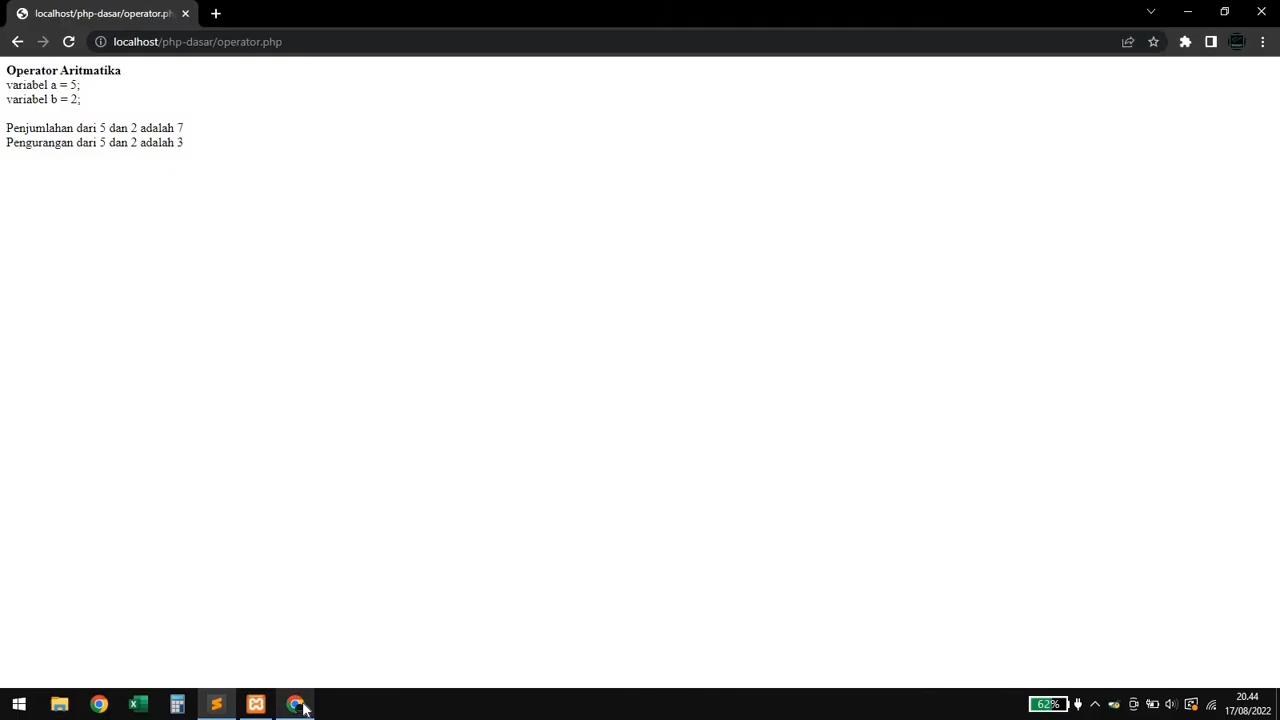 localhost/php-dasar/operator.ph
localhost/php-dasar/operator.php
Operator Aritmatika
variabel a = 5;
variabel b = 2;
Penjumlahan dari 5 dan 2 adalah 7
Pengurangan dari 5 dan 2 adalah 3
62%
20.44
17/08/2022